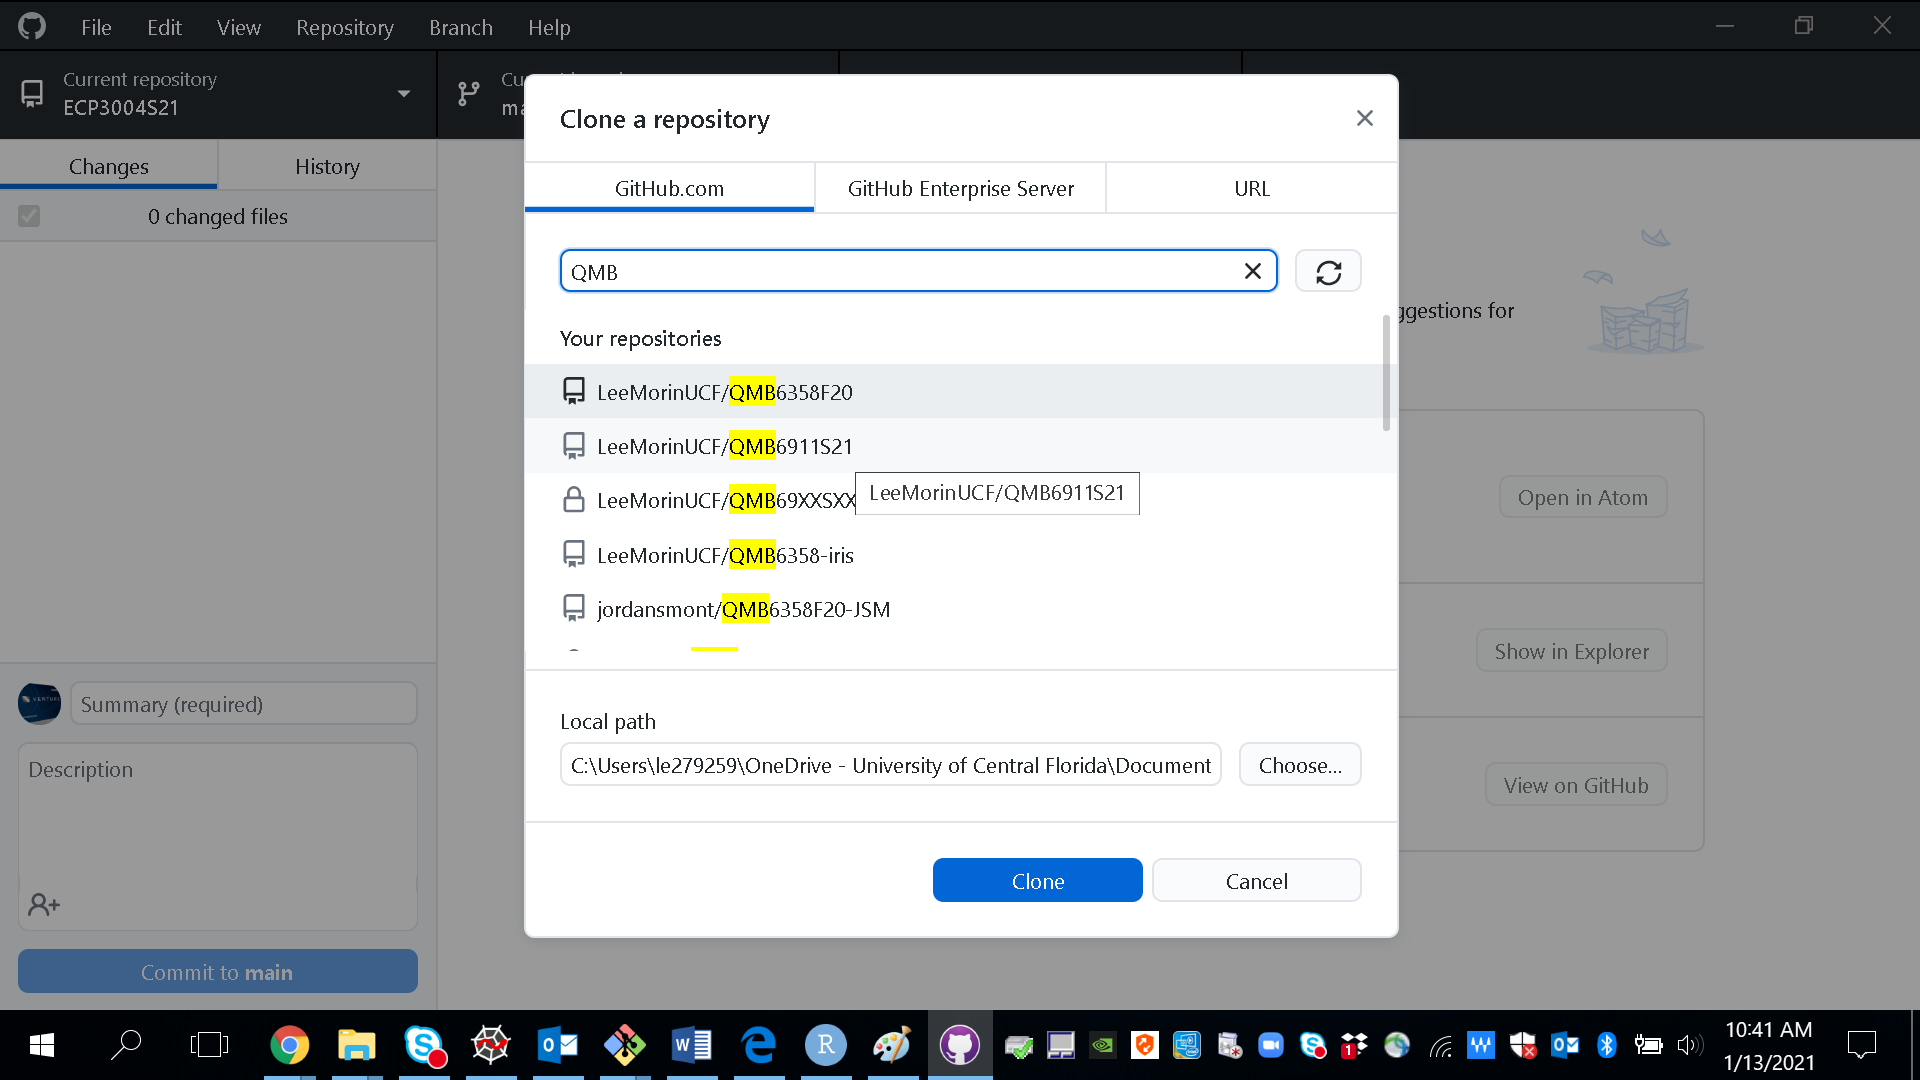 File Edit View Repository Branch Help
Current repository
ECP3004S21
Clone a repository
Changes
History
0 changed files
GitHub.com
GitHub Enterprise Server
URL
QMB
Your repositories
LeeMorinUCF/QMB6358F20
LeeMorinUCF/QMB6911S21
LeeMorinUCF/QMB6911S21
LeeMorinUCF/QMB69XXSXX
LeeMorinUCF/QMB6358-iris
jordansmont/QMB6358F20-JSM
Local path
C:\Users\le279259\OneDrive - University of Central Florida\Document
Choose...
Clone
Cancel
for
Open in Atom
Show in Explorer
View on GitHub
Summary (required)
Description
Commit to main
10:41 AM
1/13/2021